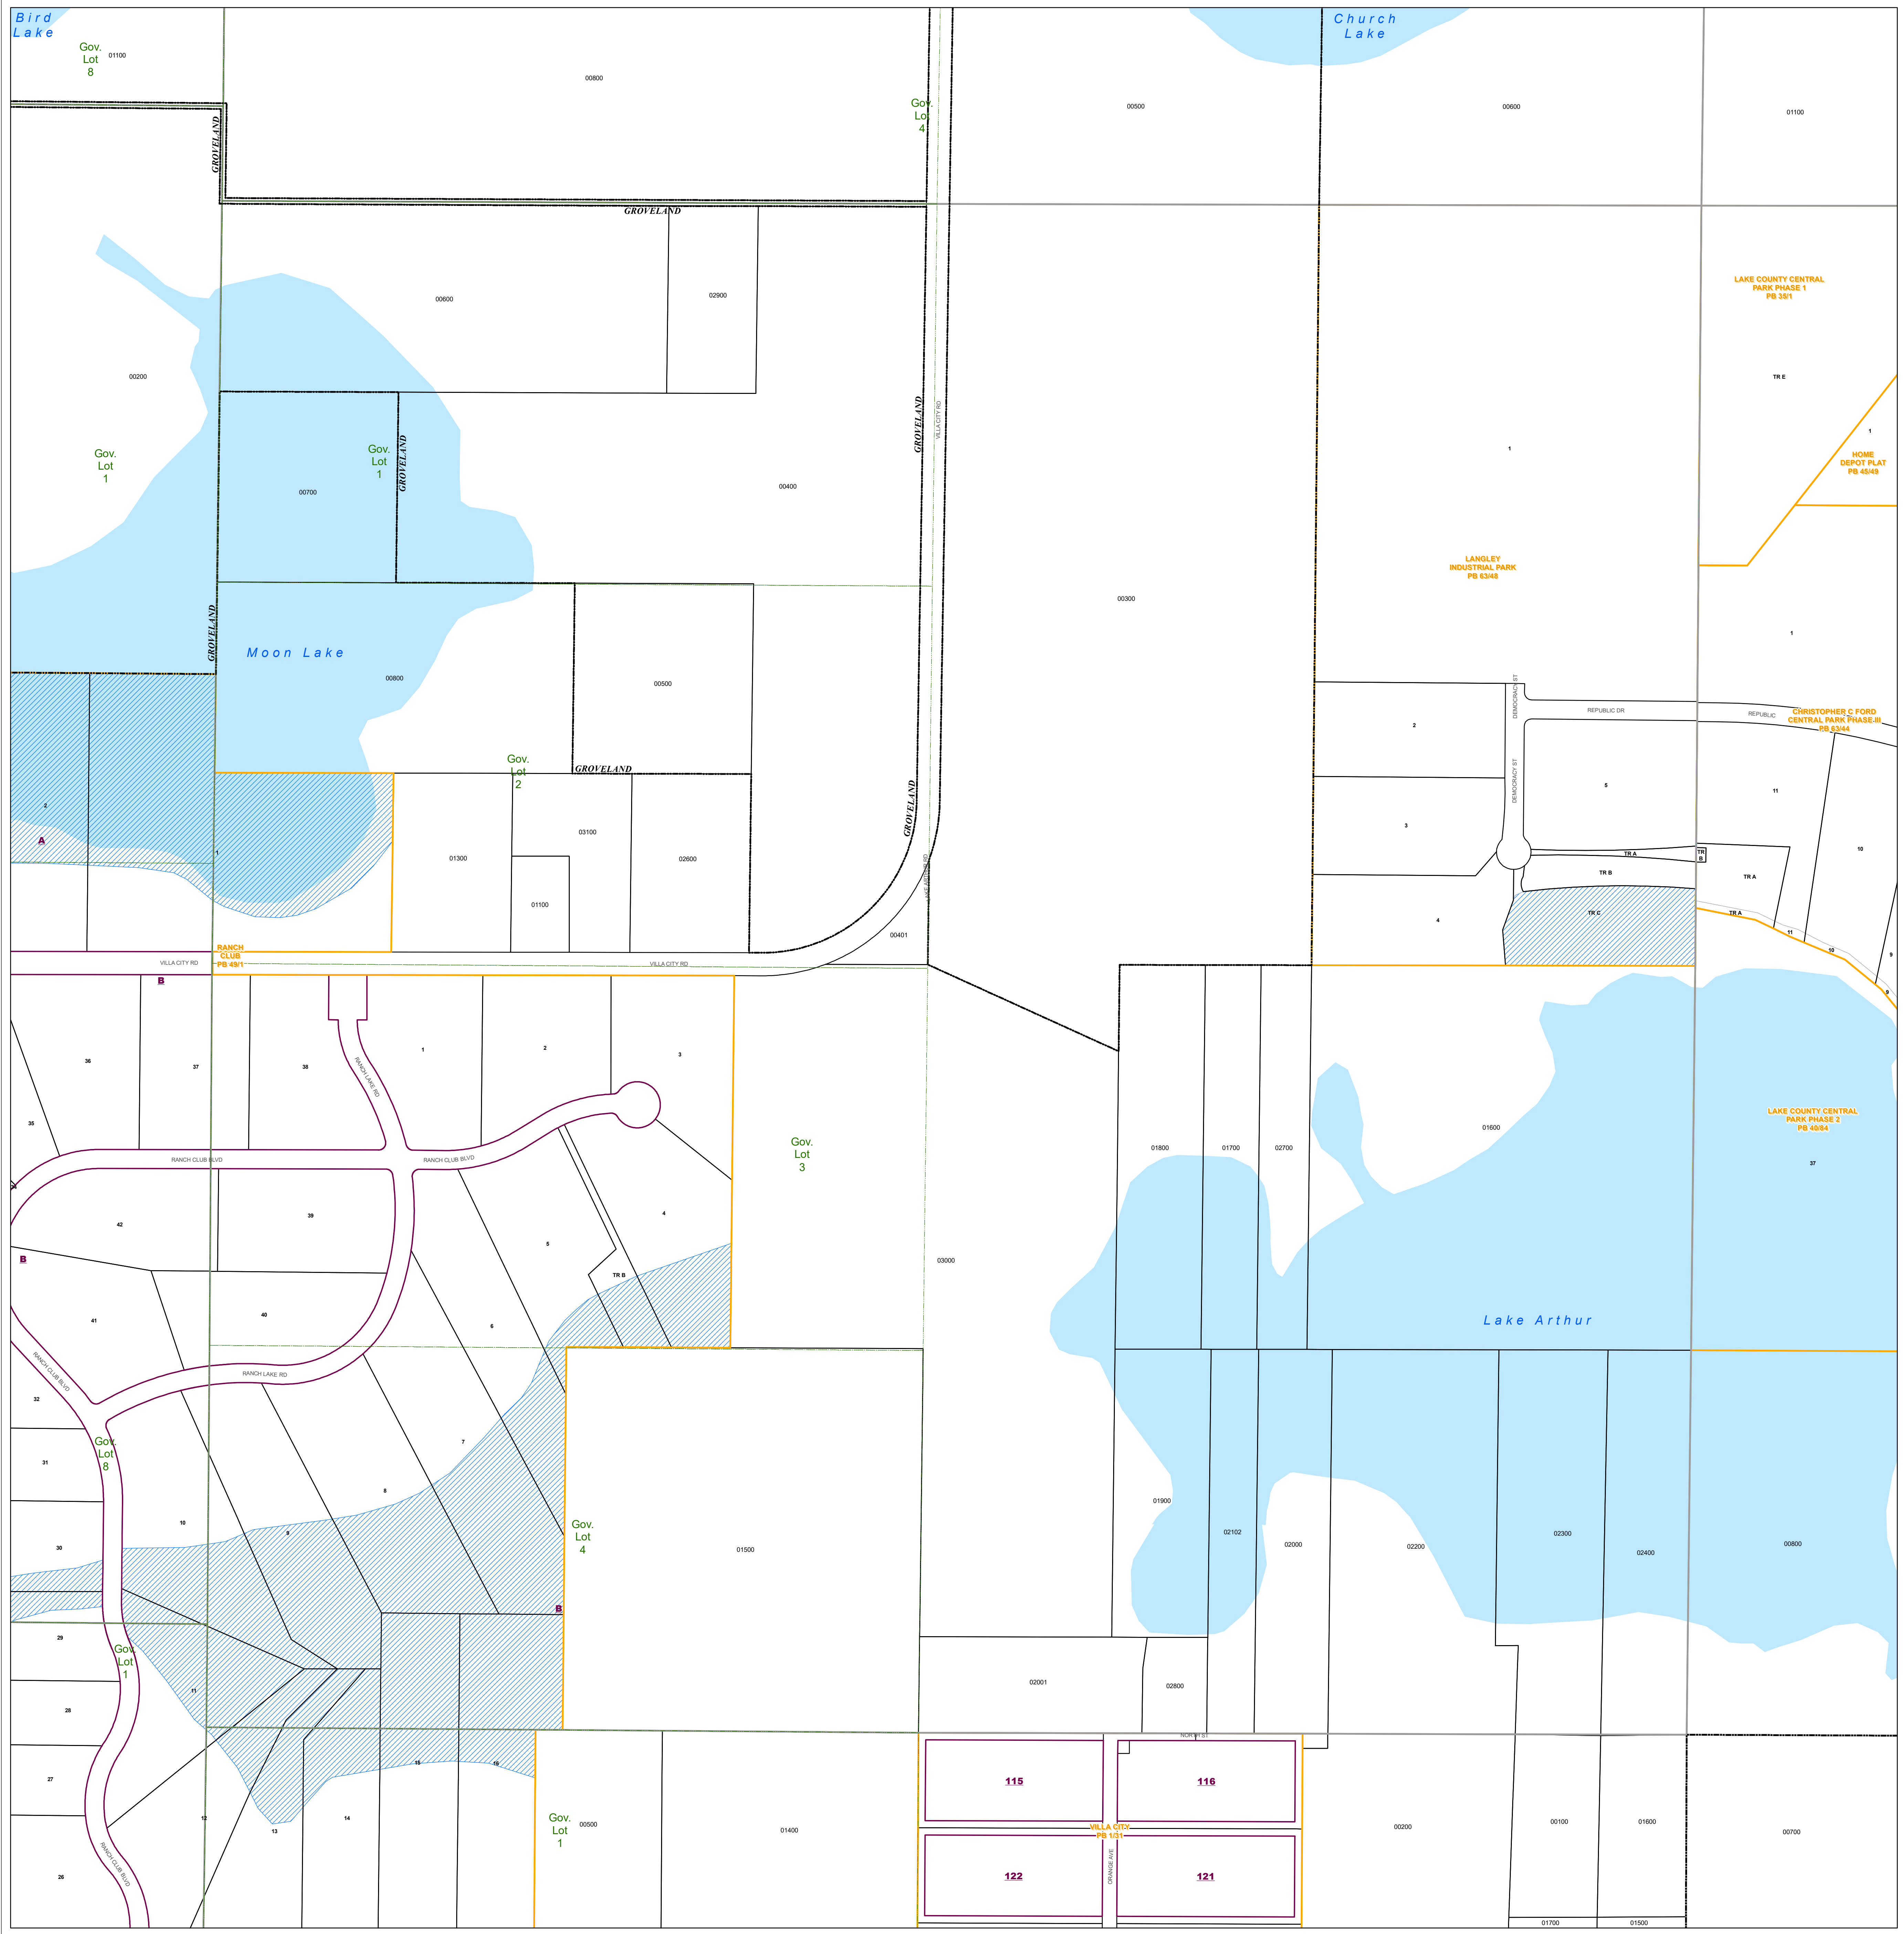 Bird
Lake
Church
Lake
Gov.
Lot
8
01100
00800
Gov.
Lot
4
00500
00600
01100
GROVELAND
GROVELAND
LAKE COUNTY CENTRAL
PARK PHASE 1
PB 35/1
00600
02900
00200
TR E
GROVELAND
VILLA CITY RD
1
HOME
DEPOT PLAT
PB 45/49
Gov.
Lot
1
Gov.
Lot
1
GROVELAND
1
00700
00400
LANGLEY
INDUSTRIAL PARK
PB 63/48
00300
GROVELAND
1
Moon Lake
00800
00500
DEMOCRACY ST
REPUBLIC DR
REPUBLIC
CHRISTOPHER C FORD
CENTRAL PARK PHASE III
PB 63/44
2
Gov.
Lot
2
GROVELAND
GROVELAND
DEMOCRACY ST
5
11
2
3
03100
A
1
01300
02600
LAKE ARTHUR RD
TR A
TR
B
10
TR B
TR A
01100
4
TR C
TR A
00401
11
10
9
RANCH
CLUB
PB 49/1
VILLA CITY RD
VILLA CITY RD
B
9
36
37
38
RANCH LAKE RD
1
2
3
35
LAKE COUNTY CENTRAL
PARK PHASE 2
PB 40/84
01600
Gov.
Lot
3
01800
01700
02700
RANCH CLUB BLVD
RANCH CLUB BLVD
37
34
42
39
4
5
B
03000
TR B
41
40
6
Lake Arthur
RANCH CLUB BLVD
RANCH LAKE RD
32
Gov.
Lot
8
7
31
8
01900
10
9
Gov.
Lot
4
01500
02102
02000
02200
02300
02400
00800
30
B
29
Gov.
Lot
1
11
02001
02800
28
NORTH ST
15
16
27
115
116
12
13
14
Gov.
Lot
1
00500
01400
VILLA CITY
PB 1/31
00200
00100
01600
00700
RANCH CLUB BLVD
26
122
ORANGE AVE
121
01700
01500